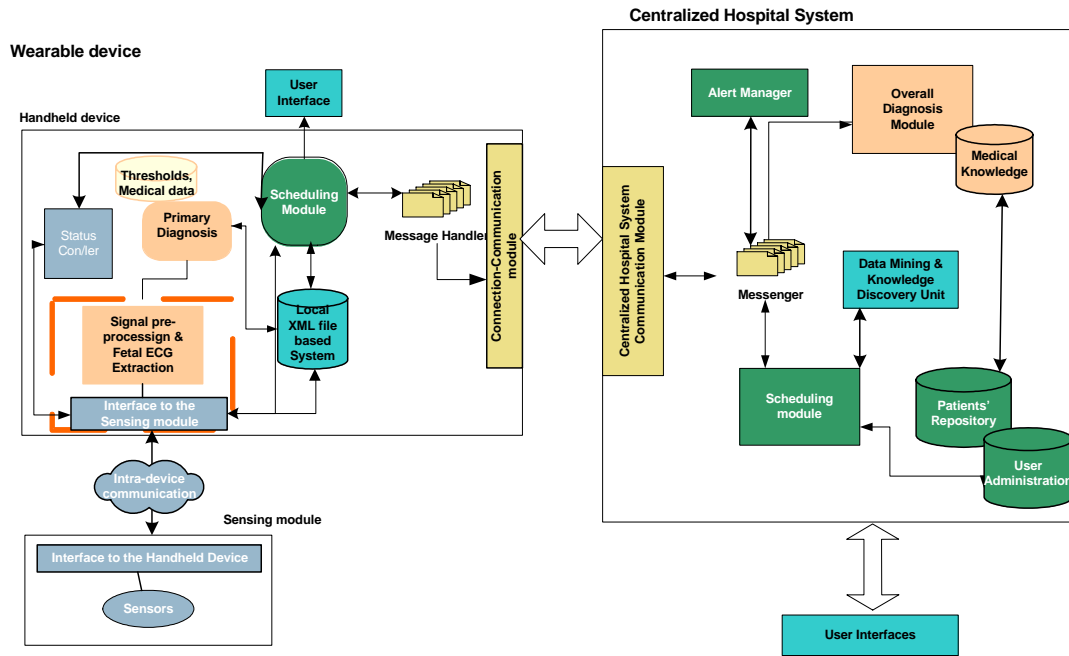 Centralized Hospital System
Wearable device
User
Interface
Handheld device
Alert Manager
Overall
Diagnosis
Module
Medical
Knowledge
Thresholds,
Medical data
Scheduling
Module
Primary
Diagnosis
Status
Con/ler
Message Handler
Connection-Communication
module
Centralized Hospital System
Communication Module
Messenger
Data Mining &
Knowledge
Discovery Unit
Signal pre-
processign &
Fetal ECG
Extraction
Local
XML file
based
System
Interface to the
Sensing module
Scheduling
module
Patients'
Repository
User
Administration
Intra-device
communication
Sensing module
Interface to the Handheld Device
Sensors
User Interfaces